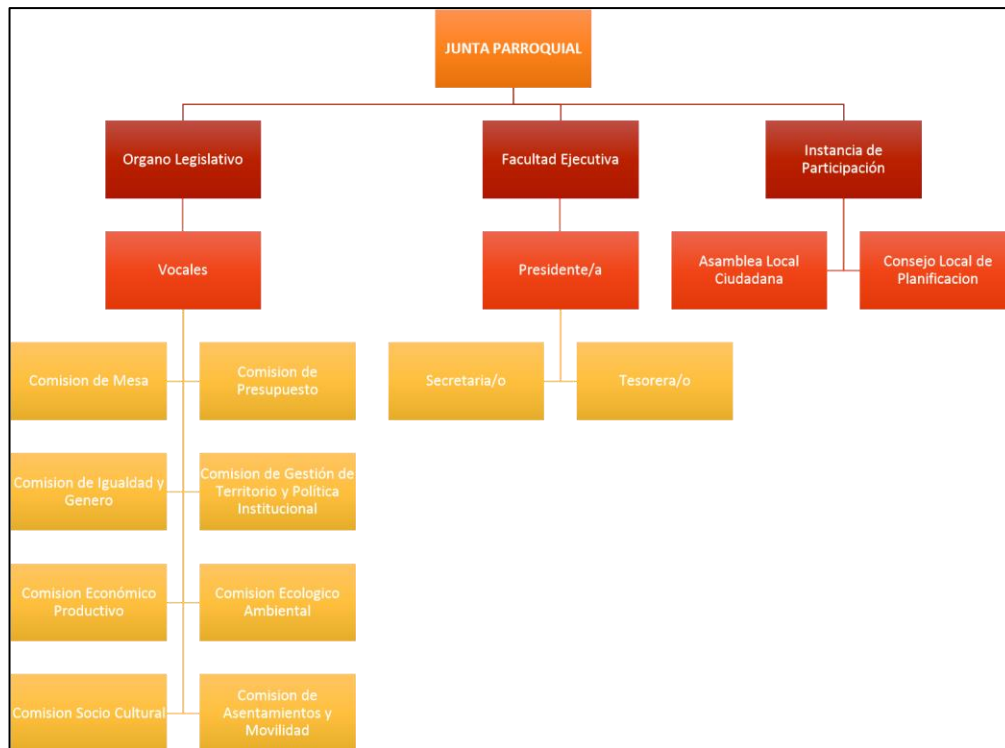 JUNTA PARROQUIAL
Organo Legislativo
Facultad Ejecutiva
Instancia de
Participación
Vocales
Presidente/a
Asamblea Local
Ciudadana
Consejo Local de
Planificacion
Comision de Mesa
Comision de
Presupuesto
Secretaria/o
Tesorera/o
Comision de Igualdad y
Genero
Comision de Gestión de
Territorio y Política
Institucional
Comision Económico
Productivo
Comision Ecologico
Ambiental
Comision Socio Cultural
Comision de
Asentamientos y
Movilidad